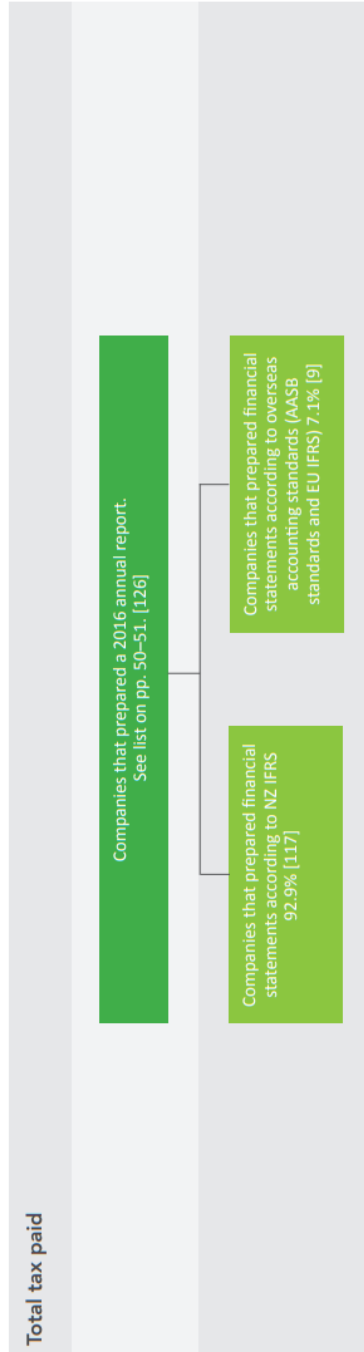 Total tax paid
Companies that prepared a 2016 annual report.
See list on pp. 50–51. [126]
Companies that prepared financial
statements according to NZ IFRS
92.9% [117]
Companies that prepared financial
statements according to overseas
accounting standards (AASB
standards and EU IFRS) 7.1% [9]